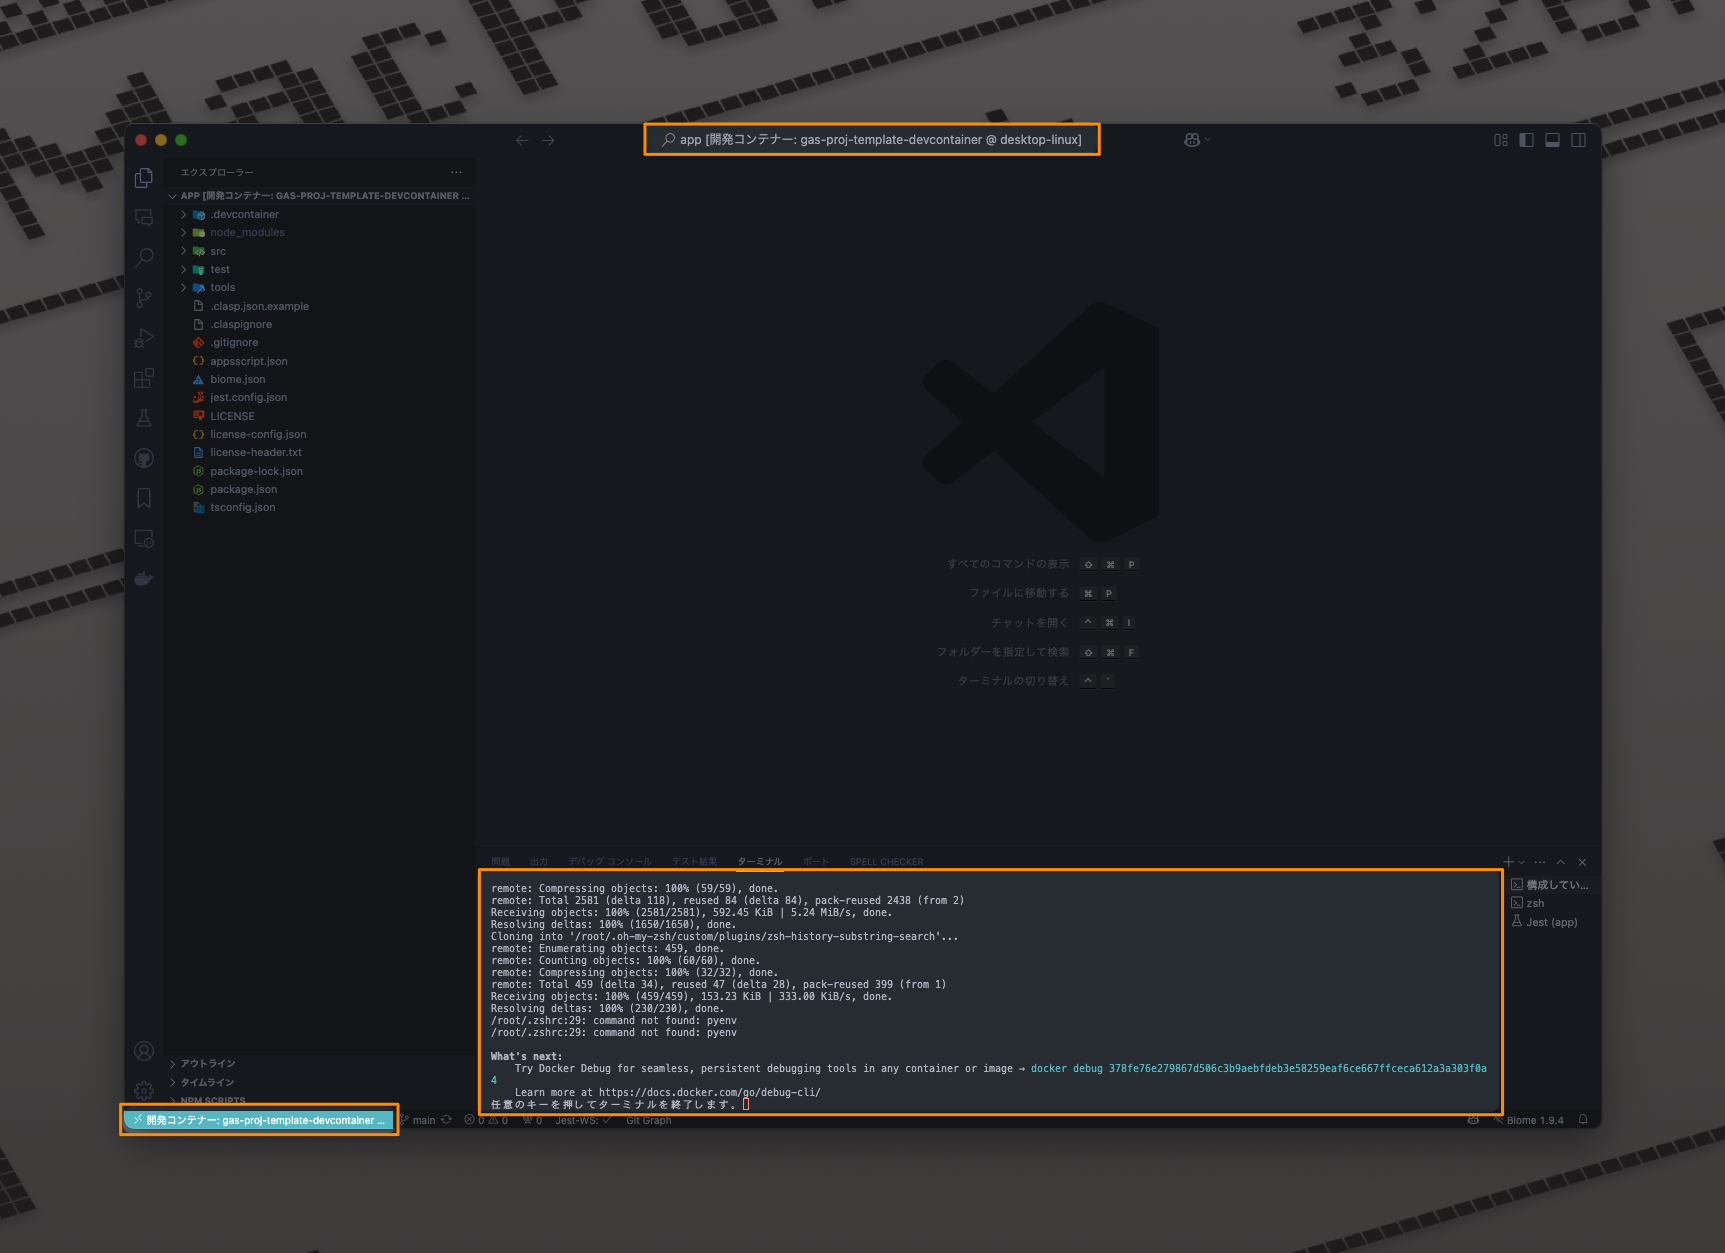 app [開発コンテナー: gas-proj-template-devcontainer @ desktop-linux]
エクスプローラー
APP [開発コンテナー: GAS-PROJ-TEMPLATE-DEVCONTAINER ...
.devcontainer
node_modules
src
test
tools
.clasp.json.example
.claspignore
.gitignore
appsscript.json
biome.json
jest.config.json
LICENSE
license-config.json
license-header.txt
package-lock.json
package.json
tsconfig.json
すべてのコマンドの表示 ⇧ ⌘ P
ファイルに移動する ⌘ P
チャットを開く ^ ⌘ I
フォルダーを指定して検索 ⇧ ⌘ F
ターミナルの切り替え ^ `
問題 出力 デバッグ コンソール テスト結果 ターミナル ポート SPELL CHECKER
remote: Compressing objects: 100% (59/59), done.
remote: Total 2581 (delta 118), reused 84 (delta 84), pack-reused 2438 (from 2)
Receiving objects: 100% (2581/2581), 592.45 KiB | 5.24 MiB/s, done.
Resolving deltas: 100% (1650/1650), done.
Cloning into '/root/.oh-my-zsh/custom/plugins/zsh-history-substring-search'...
remote: Enumerating objects: 459, done.
remote: Counting objects: 100% (60/60), done.
remote: Compressing objects: 100% (32/32), done.
remote: Total 459 (delta 34), reused 47 (delta 28), pack-reused 399 (from 1)
Receiving objects: 100% (459/459), 153.23 KiB | 333.00 KiB/s, done.
Resolving deltas: 100% (230/230), done.
/root/.zshrc:29: command not found: pyenv
/root/.zshrc:29: command not found: pyenv
What's next:
Try Docker Debug for seamless, persistent debugging tools in any container or image → docker debug 378fe76e279867d506c3b9aebfdeb3e58259eaf6ce667ffceca612a3a303f0a
4
Learn more at https://docs.docker.com/go/debug-cli/
任意のキーを押してターミナルを終了します。
構成してい...
zsh
Jest (app)
アウトライン
タイムライン
NPM SCRIPTS
開発コンテナー: gas-proj-template-devcontainer ... main 0 0 0 Jest-WS: ✓ Git Graph Biome 1.9.4